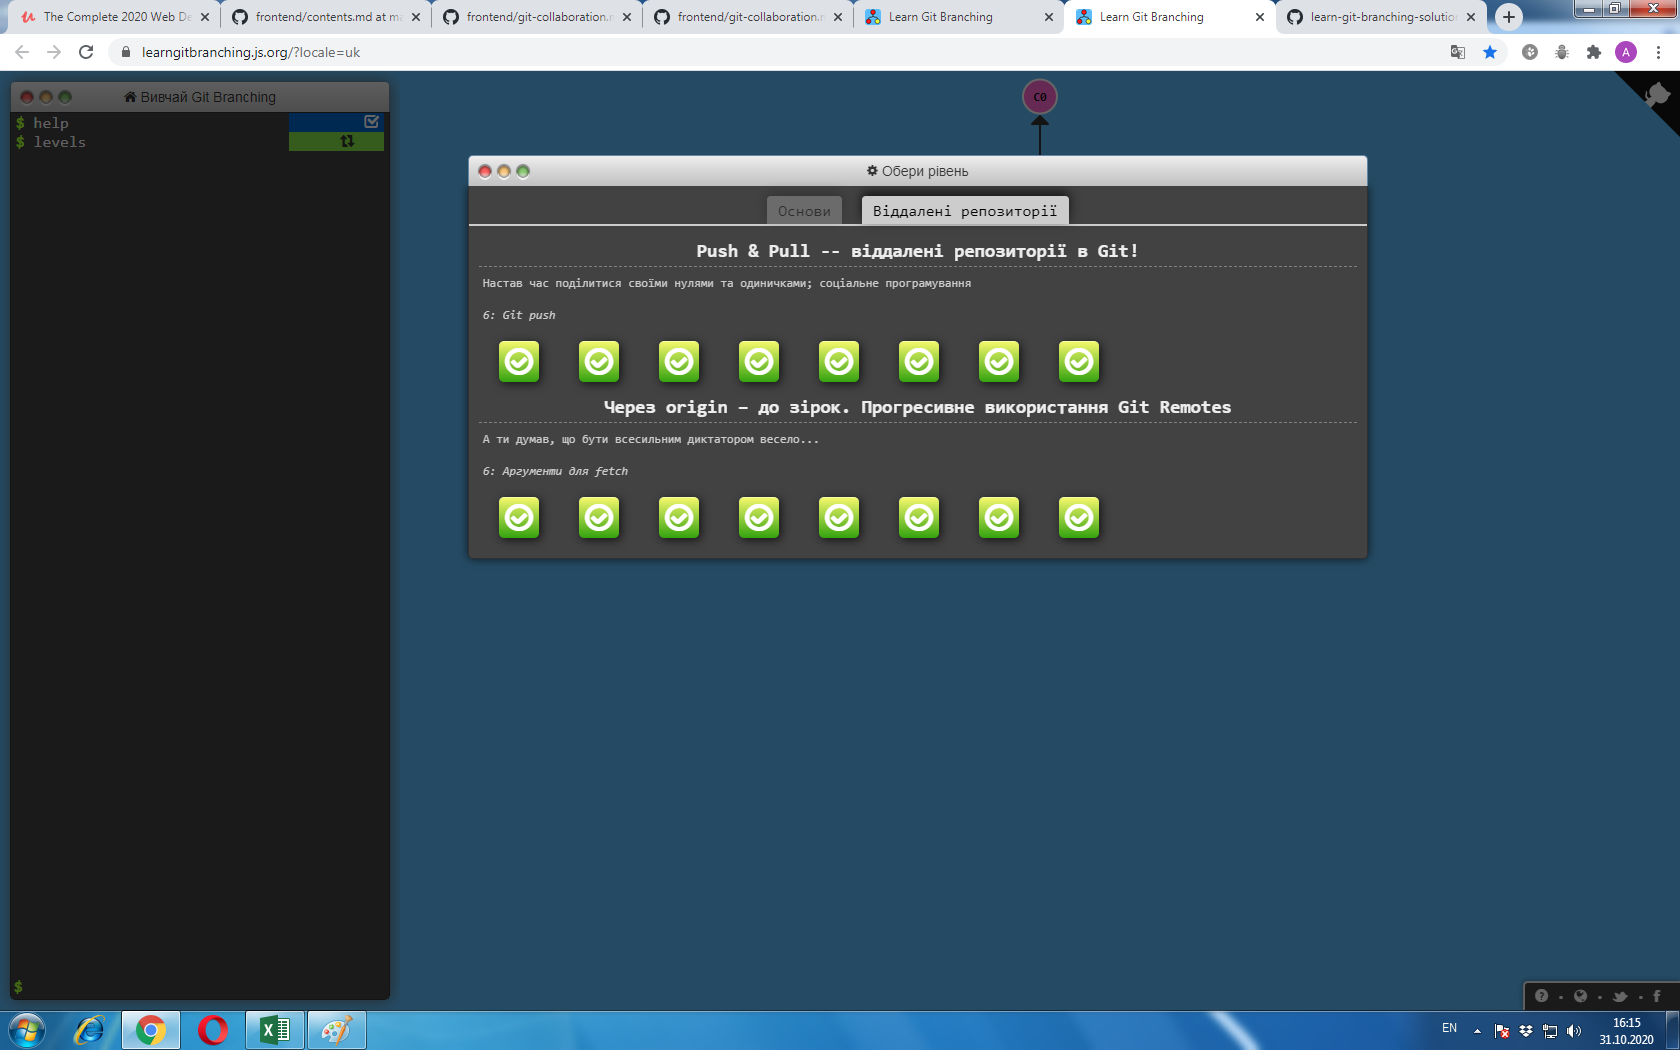 The Complete 2020 Web De
frontend/contents.md at ma
frontend/git-collaboration.m
frontend/git-collaboration.m
Learn Git Branching
Learn Git Branching
learn-git-branching-solution
learngitbranching.js.org/?locale=uk
A
Вивчай Git Branching
$ help
$ levels
$
C0
Обери рівень
Основи
Віддалені репозиторії
Push & Pull -- віддалені репозиторії в Git!
Настав час поділитися своїми нулями та одиничками; соціальне програмування
6: Git push
Через origin – до зірок. Прогресивне використання Git Remotes
А ти думав, що бути всесильним диктатором весело...
6: Аргументи для fetch
EN
16:15
31.10.2020